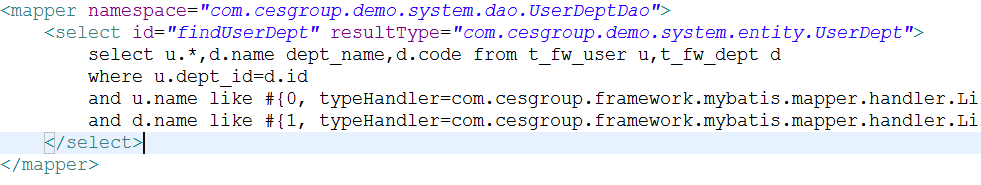 <mapper namespace="com.cesgroup.demo.system.dao.UserDeptDao">
<select id="findUserDept" resultType="com.cesgroup.demo.system.entity.UserDept">
select u.*,d.name dept_name,d.code from t_fw_user u,t_fw_dept d
where u.dept_id=d.id
and u.name like #{0, typeHandler=com.cesgroup.framework.mybatis.mapper.handler.Li
and d.name like #{1, typeHandler=com.cesgroup.framework.mybatis.mapper.handler.Li
</select>
</mapper>